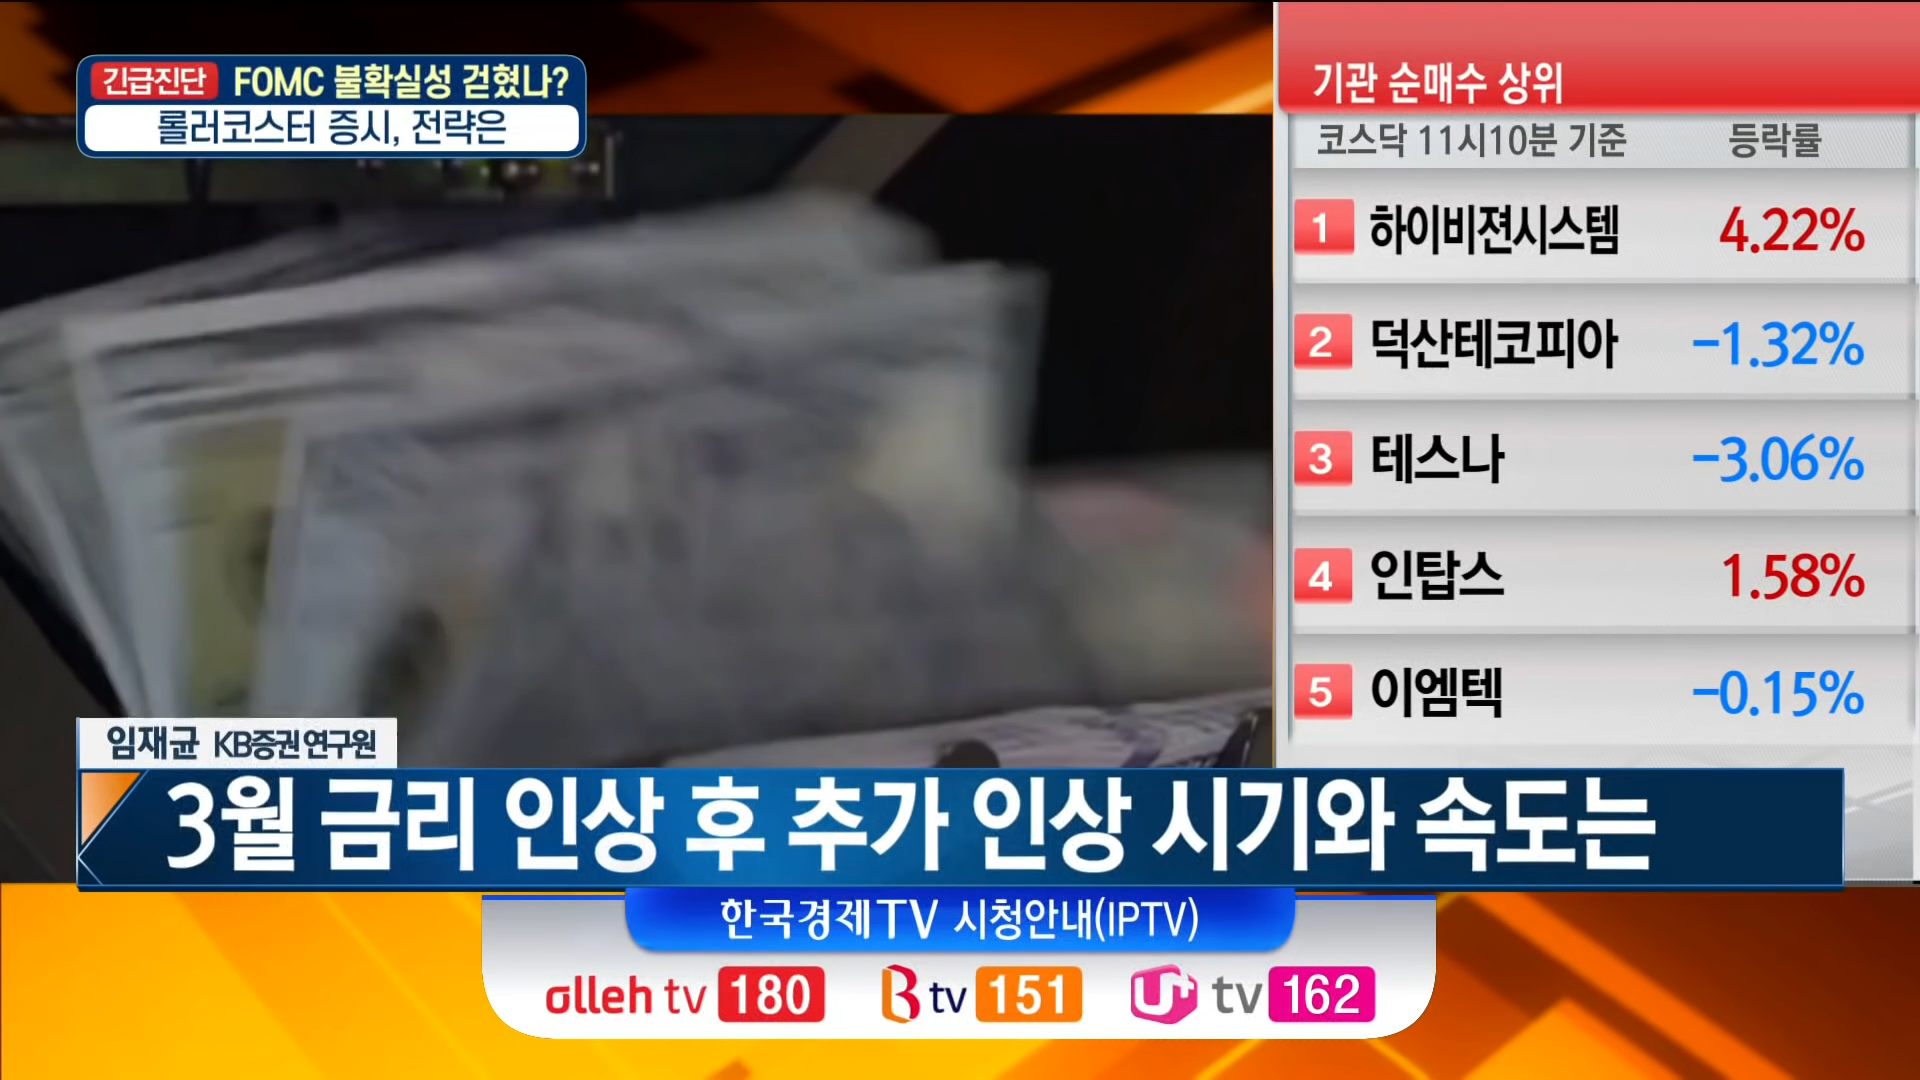 긴급진단 FOMC 불확실성 걷혔나?
롤러코스터 증시, 전략은
기관 순매수 상위
코스닥 11시10분 기준 등락률
1 하이비젼시스템 4.22%
2 덕산테코피아 -1.32%
3 테스나 -3.06%
4 인탑스 1.58%
5 이엠텍 -0.15%
임재균 KB증권 연구원
3월 금리 인상 후 추가 인상 시기와 속도는
한국경제TV 시청안내(IPTV)
olleh tv 180 B tv 151 U+ tv 162